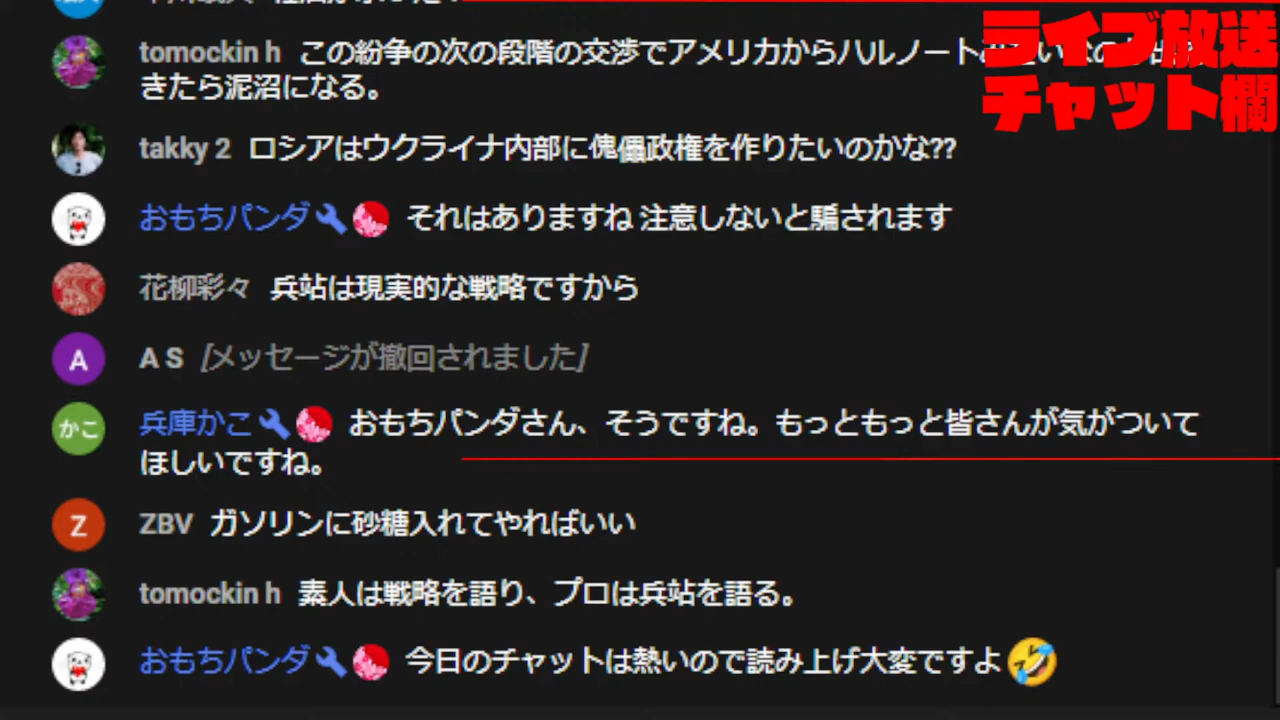 ライブ放送
チャット欄
tomockin h この紛争の次の段階の交渉でアメリカからハルノート
きたら泥沼になる。
takky 2 ロシアはウクライナ内部に傀儡政権を作りたいのかな??
おもちパンダ それはありますね 注意しないと騙されます
花柳彩々 兵站は現実的な戦略ですから
A
A S [メッセージが撤回されました]
かこ
兵庫かこ おもちパンダさん、そうですね。もっともっと皆さんが気がついて
ほしいですね。
Z
ZBV ガソリンに砂糖入れてやればいい
tomockin h 素人は戦略を語り、プロは兵站を語る。
おもちパンダ 今日のチャットは熱いので読み上げ大変ですよ🤣